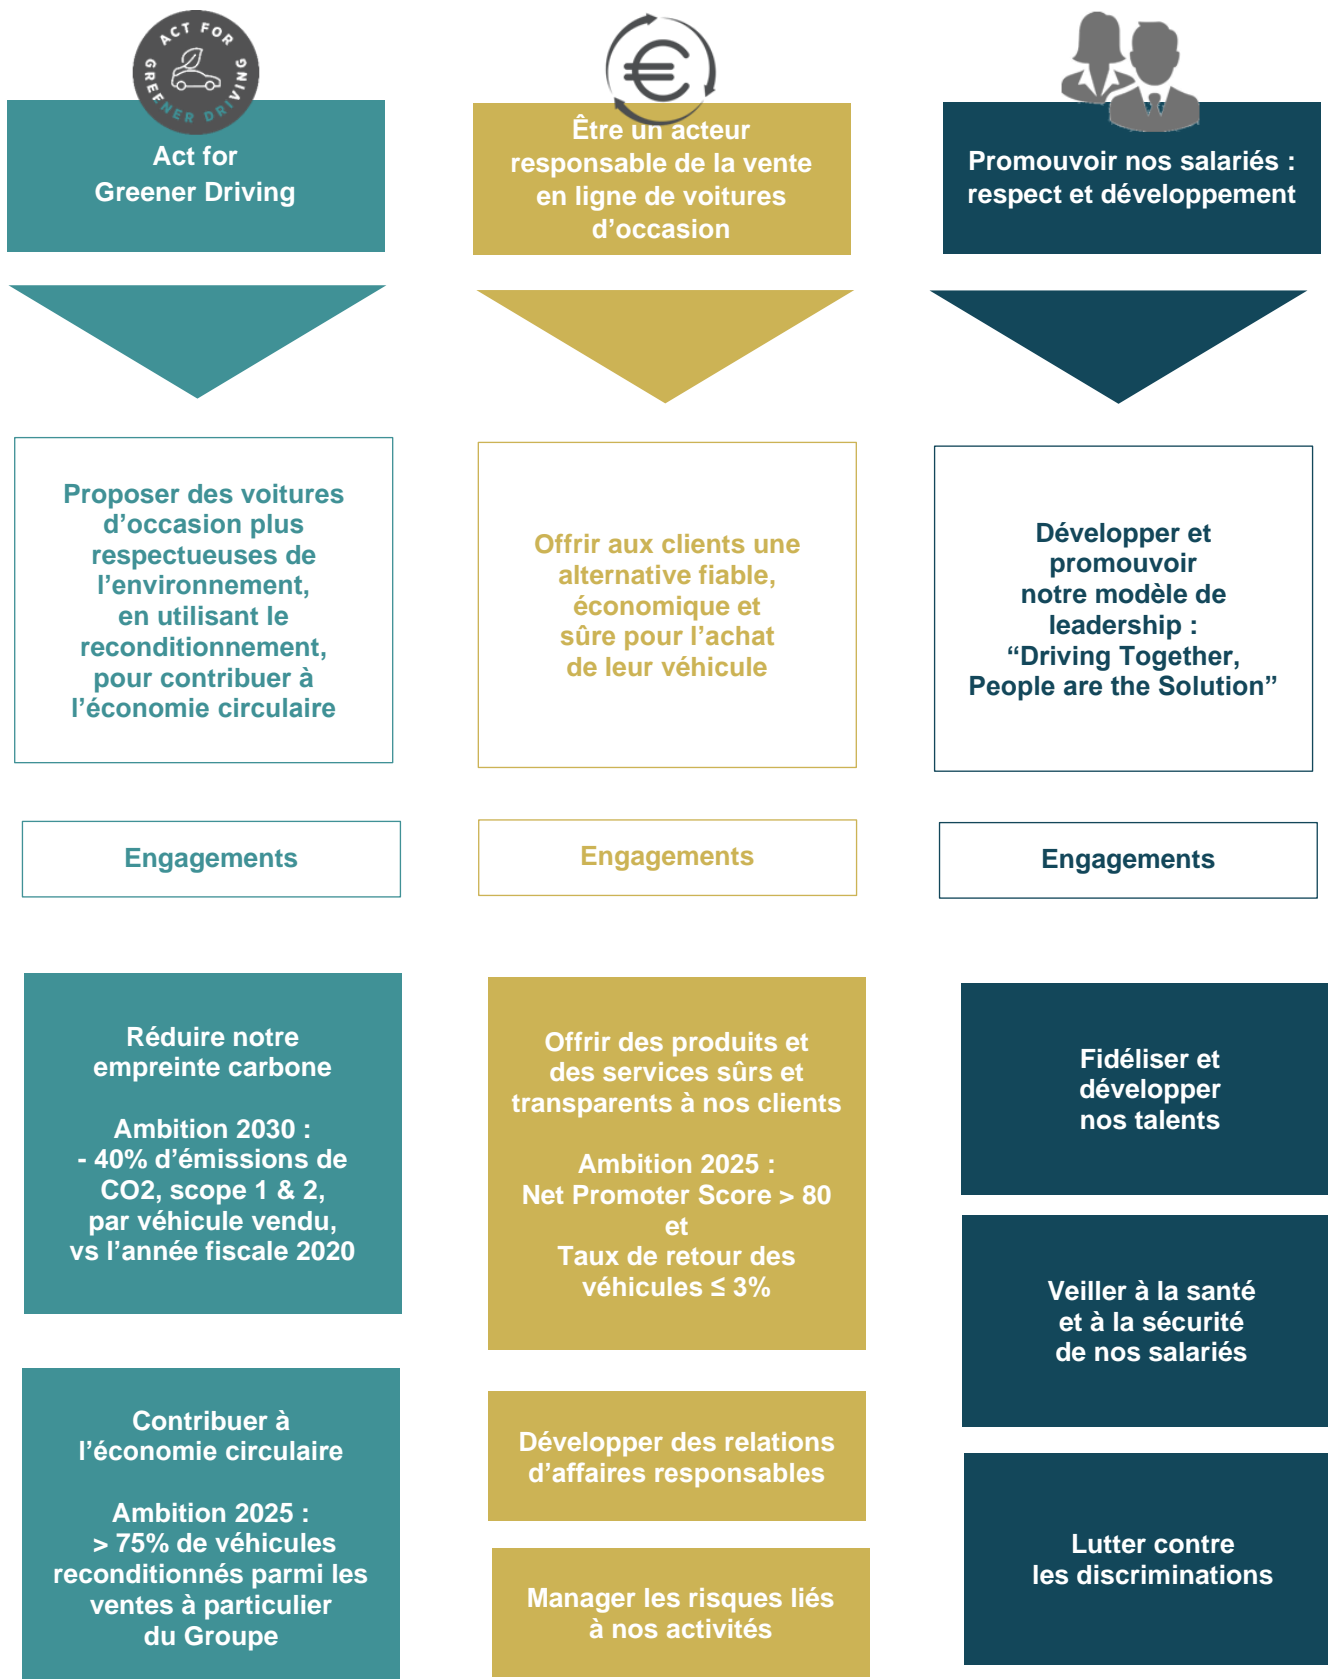 ACT FOR
GREENER DRIVING
Act for
Greener Driving
Proposer des voitures
d’occasion plus
respectueuses de
l’environnement,
en utilisant le
reconditionnement,
pour contribuer à
l’économie circulaire
Engagements
Réduire notre
empreinte carbone
Ambition 2030 :
- 40% d’émissions de
CO2, scope 1 & 2,
par véhicule vendu,
vs l’année fiscale 2020
Contribuer à
l’économie circulaire
Ambition 2025 :
> 75% de véhicules
reconditionnés parmi les
ventes à particulier
du Groupe
€
Être un acteur
responsable de la vente
en ligne de voitures
d’occasion
Offrir aux clients une
alternative fiable,
économique et
sûre pour l’achat
de leur véhicule
Engagements
Offrir des produits et
des services sûrs et
transparents à nos clients
Ambition 2025 :
Net Promoter Score > 80
et
Taux de retour des
véhicules ≤ 3%
Développer des relations
d’affaires responsables
Manager les risques liés
à nos activités
Promouvoir nos salariés :
respect et développement
Développer et
promouvoir
notre modèle de
leadership :
“Driving Together,
People are the Solution”
Engagements
Fidéliser et
développer
nos talents
Veiller à la santé
et à la sécurité
de nos salariés
Lutter contre
les discriminations